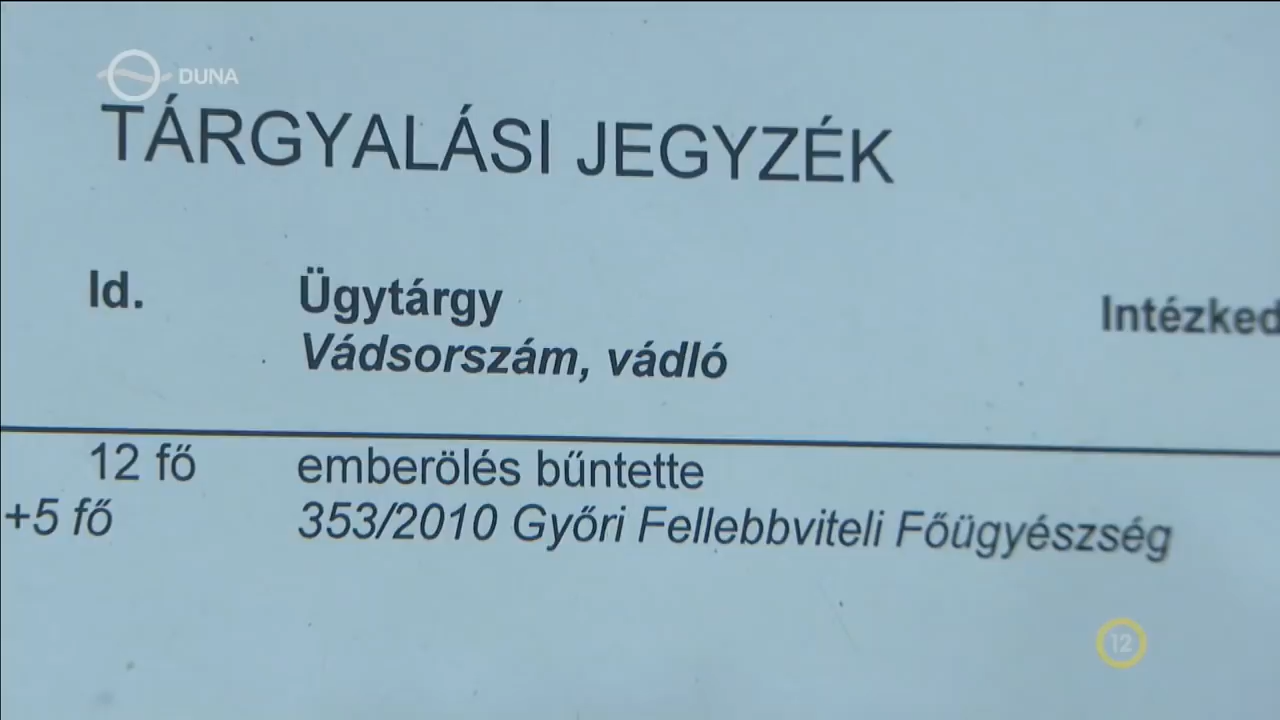 DUNA
TÁRGYALÁSI JEGYZÉK
Id. Ügytárgy Intézked
Vádsorszám, vádló
12 fő emberölés bűntette
+5 fő 353/2010 Győri Fellebbviteli Főügyészség
12